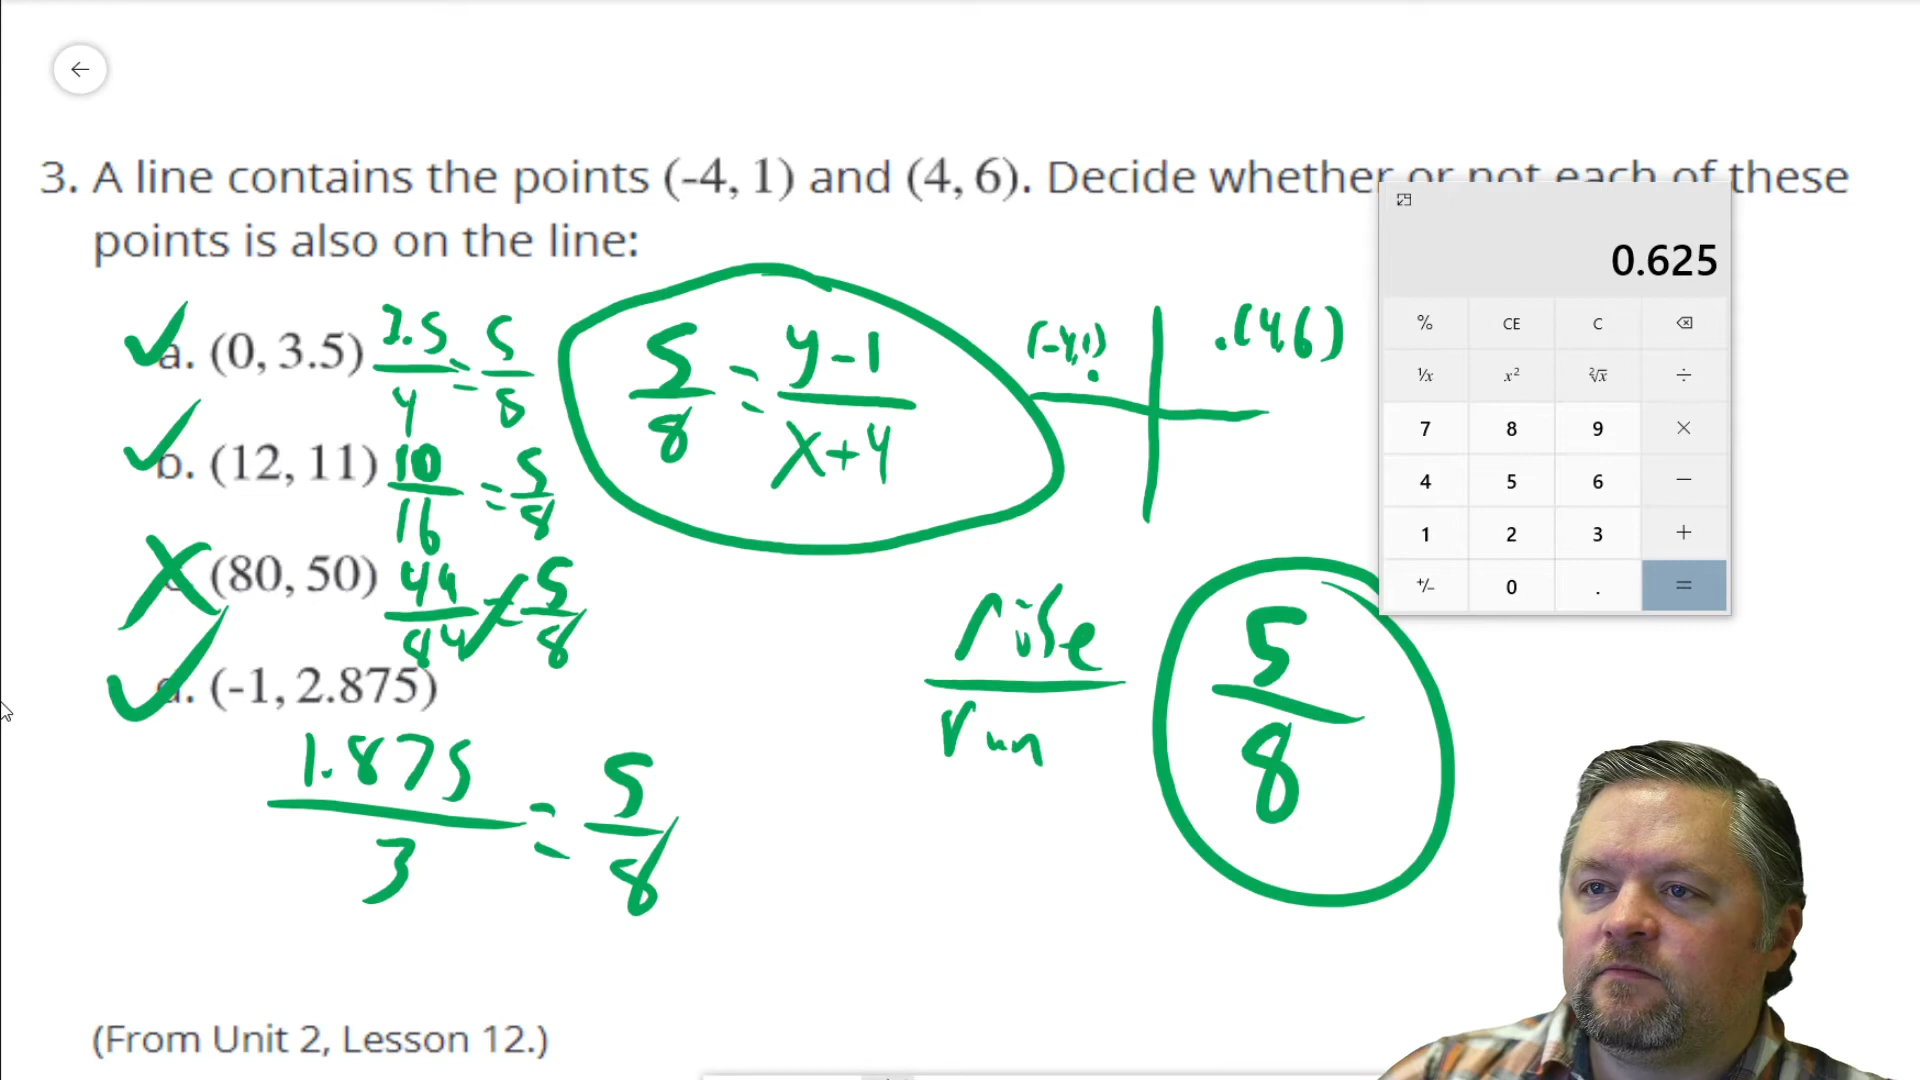 3. A line contains the points (-4, 1) and (4, 6). Decide whether or not each of these
points is also on the line:
a. (0, 3.5) 3.5/4 = 5/8
b. (12, 11) 10/16 = 5/8
(80, 50) 44/84 = 5/8
d. (-1, 2.875)
1.875/3 = 5/8
5/8 = y-1/x+4
(-4,1)
.(4,6)
rise
run
5/8
0.625
% CE C
1/x x² ²√x ÷
7 8 9 ×
4 5 6 −
1 2 3 +
+/- 0 . =
(From Unit 2, Lesson 12.)